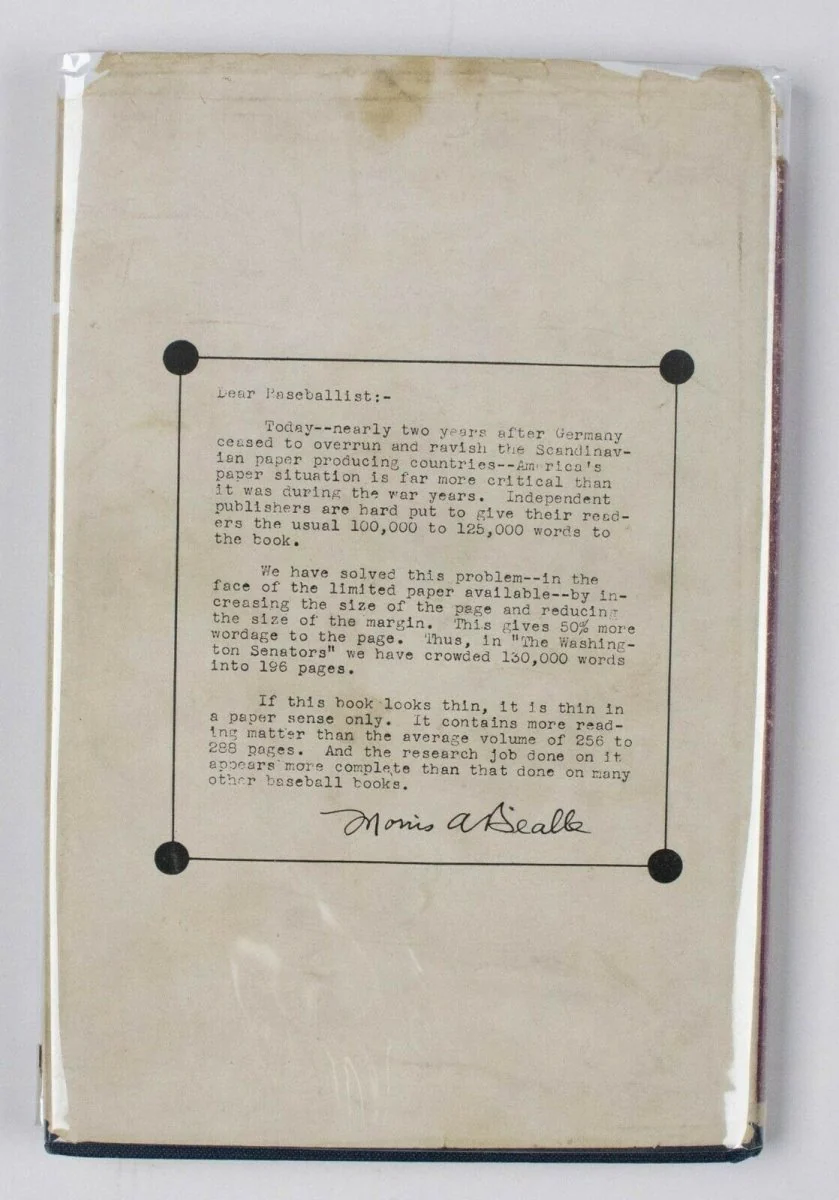 Dear Baseballist:-
Today--nearly two years after Germany
ceased to overrun and ravish the Scandinav-
ian paper producing countries--America's
paper situation is far more critical than
it was during the war years. Independent
publishers are hard put to give their read-
ers the usual 100,000 to 125,000 words to
the book.
We have solved this problem--in the
face of the limited paper available--by in-
creasing the size of the page and reducing
the size of the margin. This gives 50% more
wordage to the page. Thus, in "The Washing-
ton Senators" we have crowded 130,000 words
into 196 pages.
If this book looks thin, it is thin in
a paper sense only. It contains more read-
ing matter than the average volume of 256 to
288 pages. And the research job done on it
appears more complete than that done on many
other baseball books.
Morris A Bealle